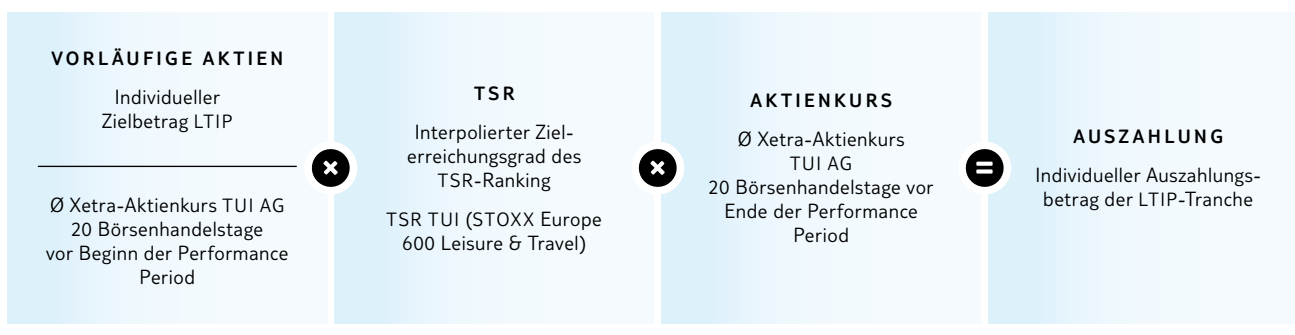 VORLÄUFIGE AKTIEN
Individueller
Zielbetrag LTIP
Ø Xetra-Aktienkurs TUI AG
20 Börsenhandelstage
vor Beginn der Performance
Period
×
TSR
Interpolierter Ziel-
erreichungsgrad des
TSR-Ranking
TSR TUI (STOXX Europe
600 Leisure & Travel)
×
AKTIENKURS
Ø Xetra-Aktienkurs
TUI AG
20 Börsenhandelstage vor
Ende der Performance
Period
=
AUSZAHLUNG
Individueller Auszahlungs-
betrag der LTIP-Tranche